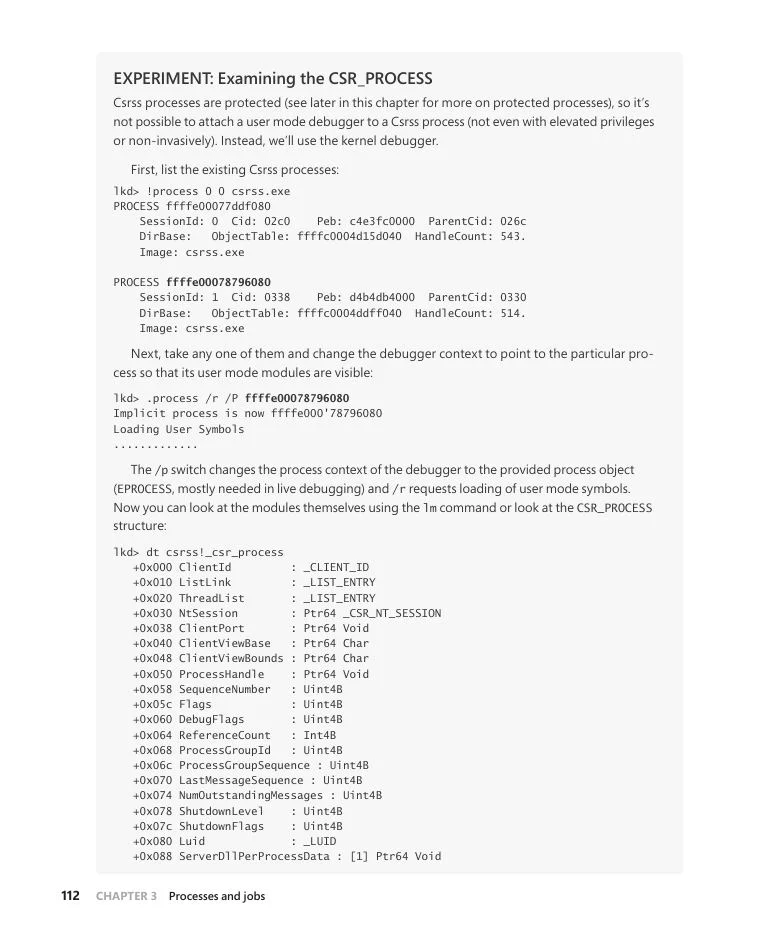 EXPERIMENT: Examining the CSR_PROCESS
Csrss processes are protected (see later in this chapter for more on protected processes), so it's
not possible to attach a user mode debugger to a Csrss process (not even with elevated privileges
or non-invasively). Instead, we'll use the kernel debugger.
First, list the existing Csrss processes:
lkd> !process 0 0 csrss.exe
PROCESS ffffe00077ddf080
    SessionId: 0  Cid: 02c0    Peb: c4e3fc0000  ParentCid: 026c
    DirBase:   ObjectTable: ffffc0004d15d040  HandleCount: 543.
    Image: csrss.exe
PROCESS ffffe00078796080
    SessionId: 1  Cid: 0338    Peb: d4b4db4000  ParentCid: 0330
    DirBase:   ObjectTable: ffffc0004ddff040  HandleCount: 514.
    Image: csrss.exe
Next, take any one of them and change the debugger context to point to the particular pro-
cess so that its user mode modules are visible:
lkd> .process /r /P ffffe00078796080
Implicit process is now ffffe000'78796080
Loading User Symbols
.............
The /p switch changes the process context of the debugger to the provided process object
(EPROCESS, mostly needed in live debugging) and /r requests loading of user mode symbols.
Now you can look at the modules themselves using the lm command or look at the CSR_PROCESS
structure:
lkd> dt csrss!_csr_process
   +0x000 ClientId         : _CLIENT_ID
   +0x010 ListLink         : _LIST_ENTRY
   +0x020 ThreadList       : _LIST_ENTRY
   +0x030 NtSession        : Ptr64 _CSR_NT_SESSION
   +0x038 ClientPort       : Ptr64 Void
   +0x040 ClientViewBase   : Ptr64 Char
   +0x048 ClientViewBounds : Ptr64 Char
   +0x050 ProcessHandle    : Ptr64 Void
   +0x058 SequenceNumber   : Uint4B
   +0x05c Flags            : Uint4B
   +0x060 DebugFlags       : Uint4B
   +0x064 ReferenceCount   : Int4B
   +0x068 ProcessGroupId   : Uint4B
   +0x06c ProcessGroupSequence : Uint4B
   +0x070 LastMessageSequence : Uint4B
   +0x074 NumOutstandingMessages : Uint4B
   +0x078 ShutdownLevel    : Uint4B
   +0x07c ShutdownFlags    : Uint4B
   +0x080 Luid             : _LUID
   +0x088 ServerDllPerProcessData : [1] Ptr64 Void
112 CHAPTER 3 Processes and jobs